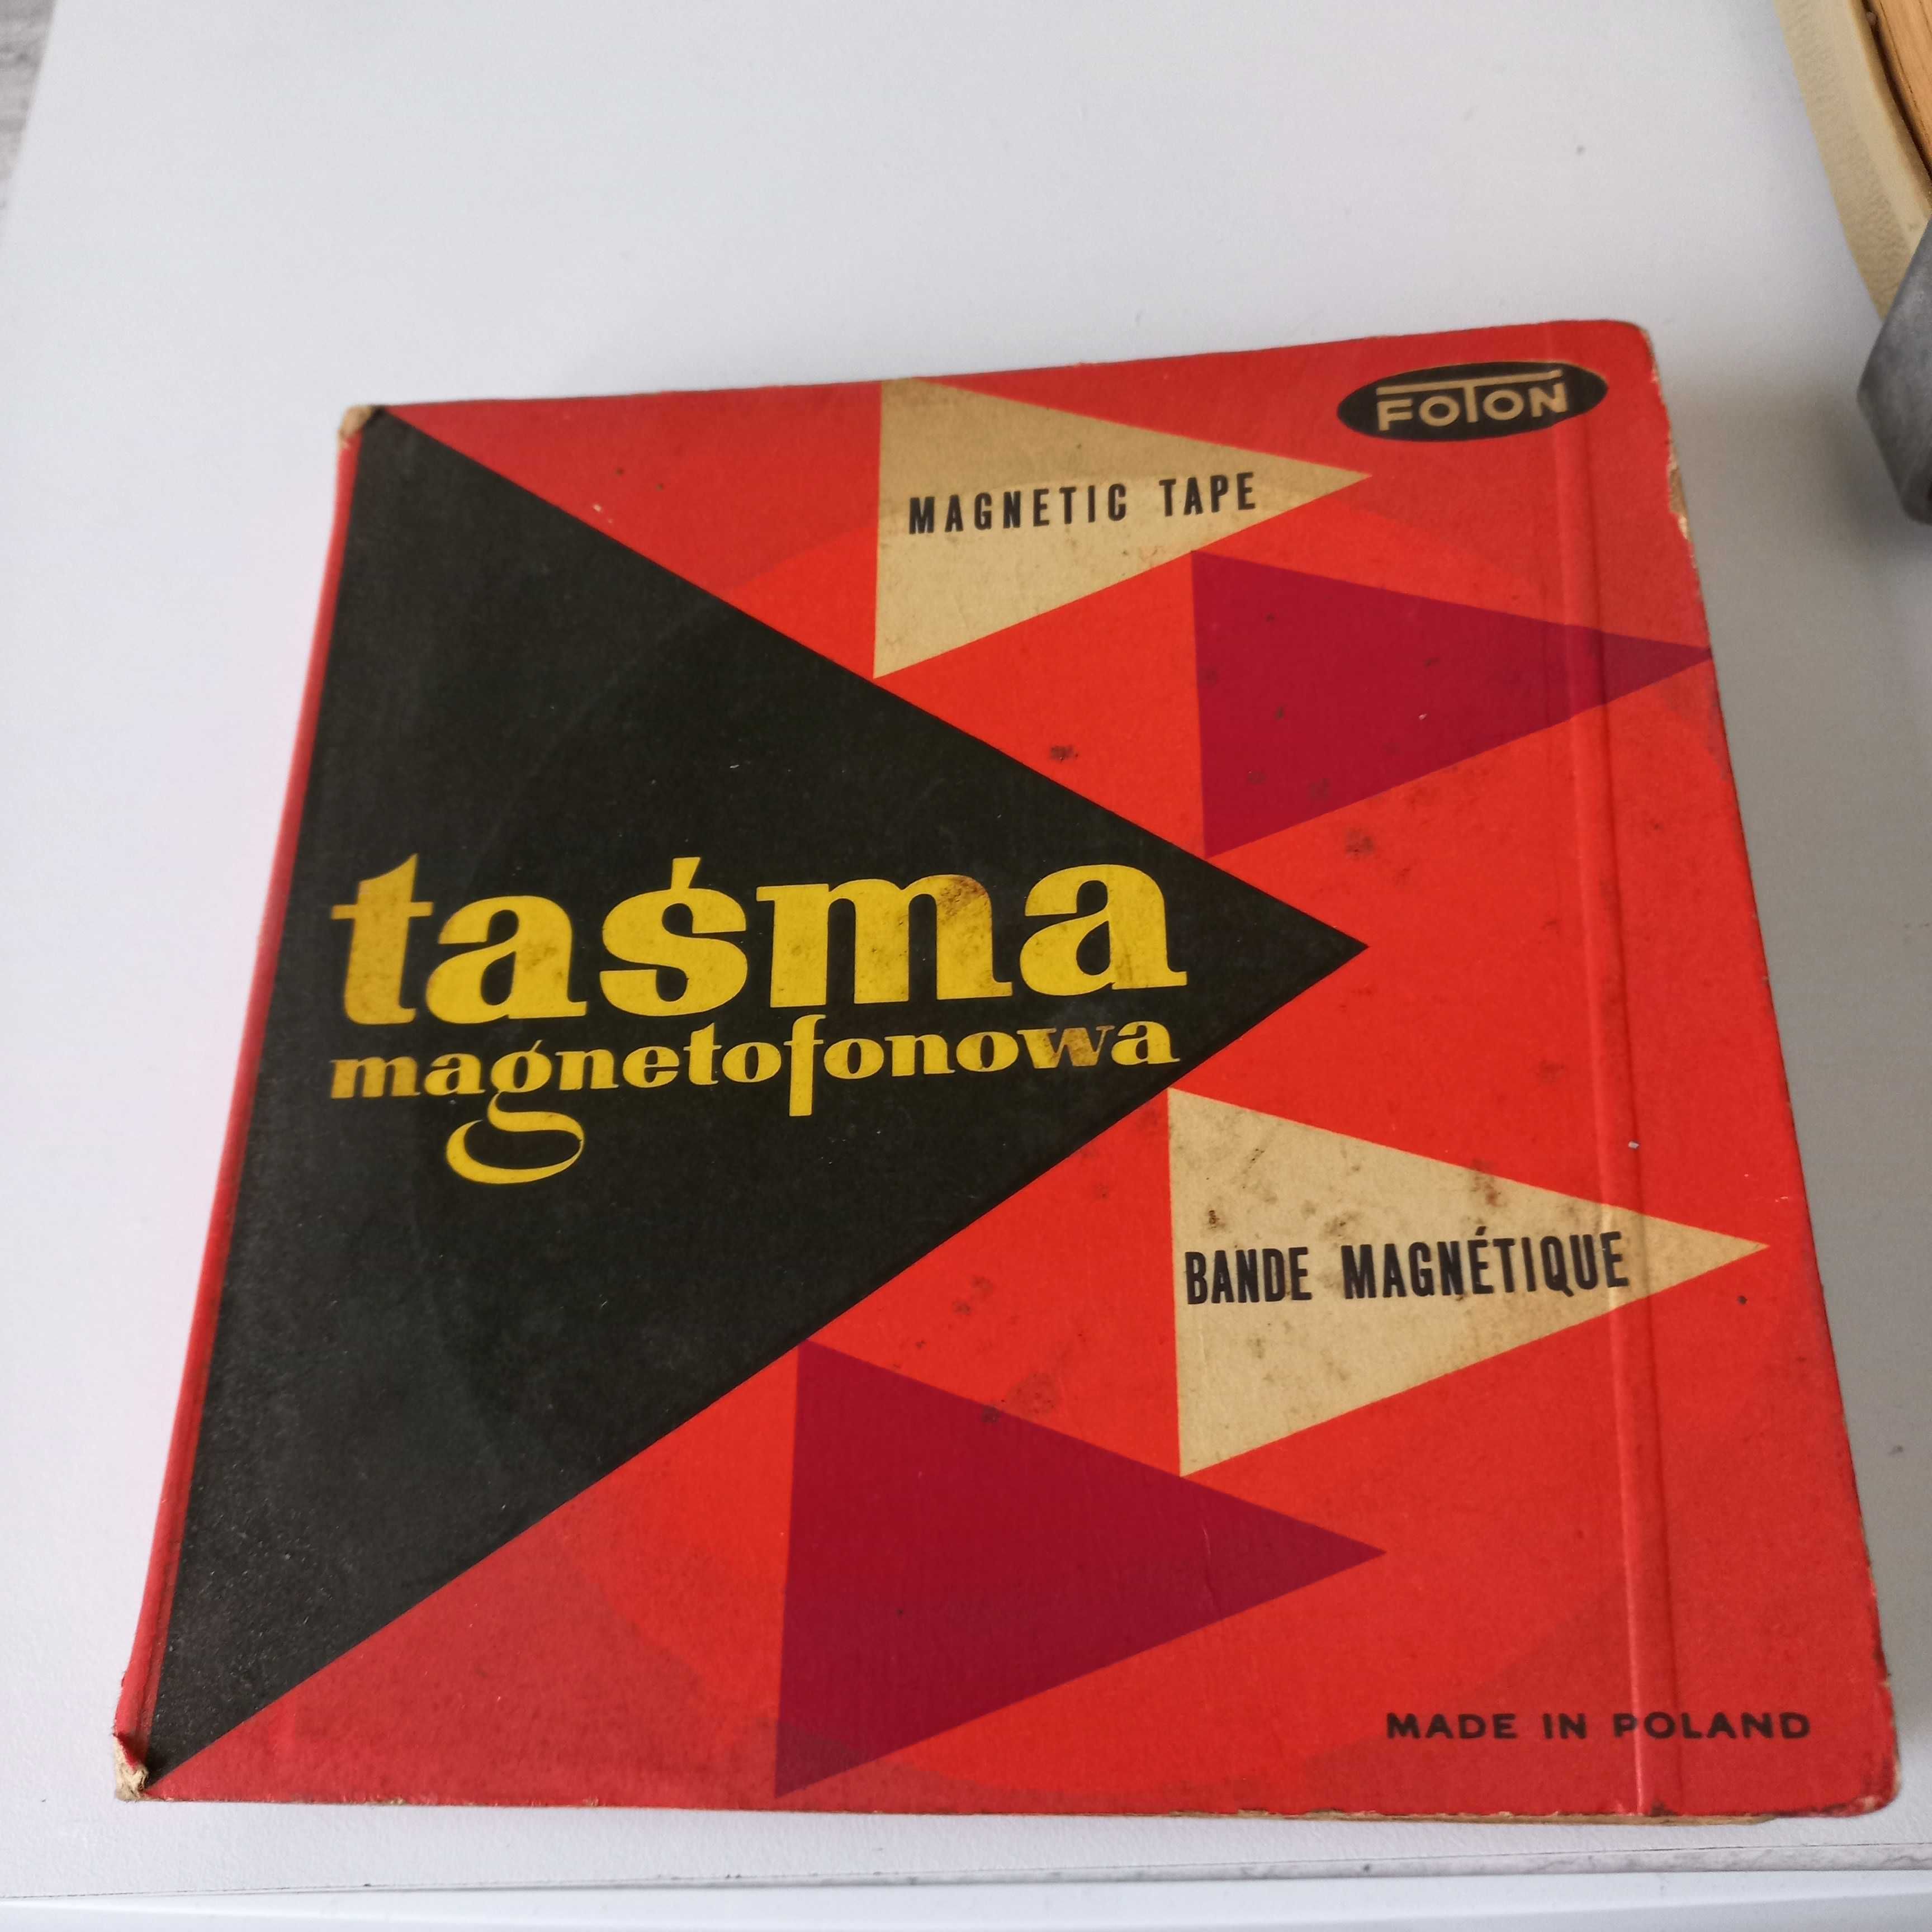 FOTON
MAGNETIC TAPE
taśma
magnetofonowa
BANDE MAGNÉTIQUE
MADE IN POLAND